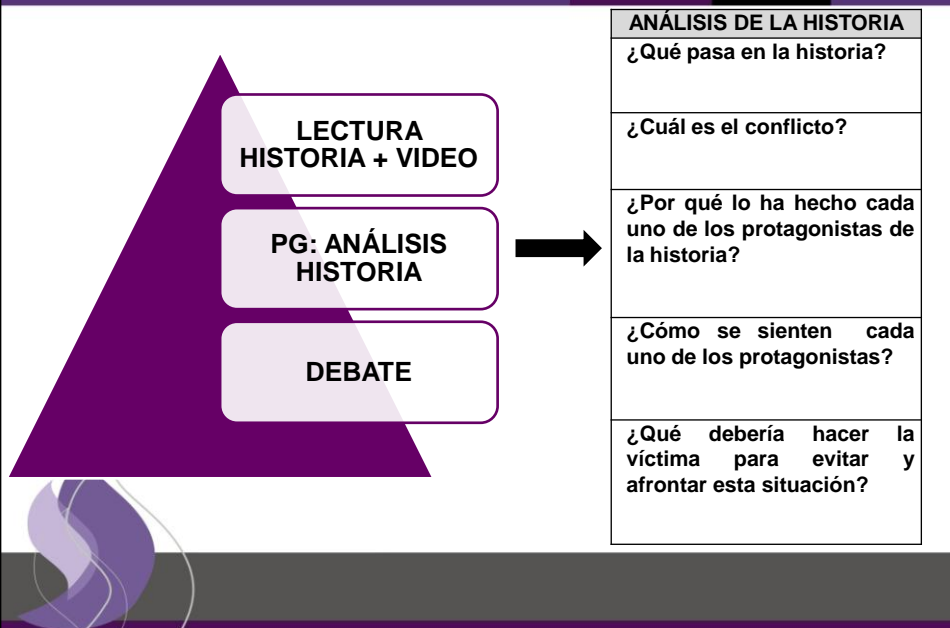 LECTURA
HISTORIA + VIDEO
PG: ANÁLISIS
HISTORIA
DEBATE
ANÁLISIS DE LA HISTORIA
¿Qué pasa en la historia?
¿Cuál es el conflicto?
¿Por qué lo ha hecho cada
uno de los protagonistas de
la historia?
¿Cómo se sienten cada
uno de los protagonistas?
¿Qué debería hacer la
víctima para evitar y
afrontar esta situación?